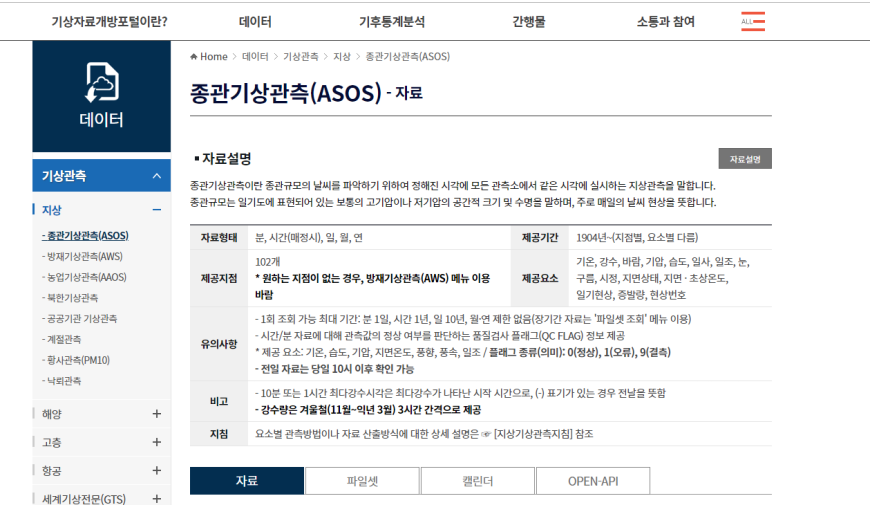 기상자료개방포털이란? 데이터 기후통계분석 간행물 소통과 참여 ALL
데이터
기상관측
지상
- 종관기상관측(ASOS)
- 방재기상관측(AWS)
- 농업기상관측(AAOS)
- 북한기상관측
- 공공기관 기상관측
- 계절관측
- 황사관측(PM10)
- 낙뢰관측
해양
고층
항공
세계기상전문(GTS)
Home > 데이터 > 기상관측 > 지상 > 종관기상관측(ASOS)
종관기상관측(ASOS) - 자료
자료설명 자료설명
종관기상관측이란 종관규모의 날씨를 파악하기 위하여 정해진 시각에 모든 관측소에서 같은 시각에 실시하는 지상관측을 말합니다.
종관규모는 일기도에 표현되어 있는 보통의 고기압이나 저기압의 공간적 크기 및 수명을 말하며, 주로 매일의 날씨 현상을 뜻합니다.
자료형태 분, 시간(매정시), 일, 월, 연 제공기간 1904년~(지점별, 요소별 다름)
제공지점
102개
* 원하는 지점이 없는 경우, 방재기상관측(AWS) 메뉴 이용
바람
제공요소
기온, 강수, 바람, 기압, 습도, 일사, 일조, 눈,
구름, 시정, 지면상태, 지면 · 초상온도,
일기현상, 증발량, 현상번호
유의사항
- 1회 조회 가능 최대 기간: 분 1일, 시간 1년, 일 10년, 월·연 제한 없음(장기간 자료는 '파일셋 조회' 메뉴 이용)
- 시간/분 자료에 대해 관측값의 정상 여부를 판단하는 품질검사 플래그(QC FLAG) 정보 제공
* 제공 요소: 기온, 습도, 기압, 지면온도, 풍향, 풍속, 일조 / 플래그 종류(의미): 0(정상), 1(오류), 9(결측)
- 전일 자료는 당일 10시 이후 확인 가능
비고
- 10분 또는 1시간 최다강수시각은 최다강수가 나타난 시작 시간으로, (-) 표기가 있는 경우 전날을 뜻함
- 강수량은 겨울철(11월~익년 3월) 3시간 간격으로 제공
지침 요소별 관측방법이나 자료 산출방식에 대한 상세 설명은 ☞ [지상기상관측지침] 참조
자료 파일셋 캘린더 OPEN-API